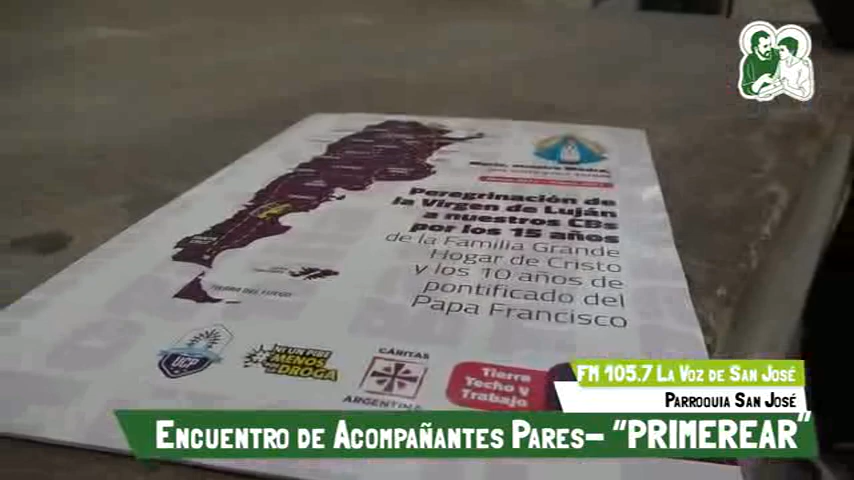 Peregrinación de
la Virgen de Luján
a nuestros CBs
por los 15 años
de la Familia Grande
Hogar de Cristo
y los 10 años de
pontificado del
Papa Francisco
TIERRA DEL FUEGO
UCP
NI UN PIBE
MENOS
POR LA
DROGA
CÁRITAS
ARGENTINA
Tierra
Techo y
Trabajo
FM 105.7 LA VOZ DE SAN JOSÉ
PARROQUIA SAN JOSÉ
ENCUENTRO DE ACOMPAÑANTES PARES- "PRIMEREAR"